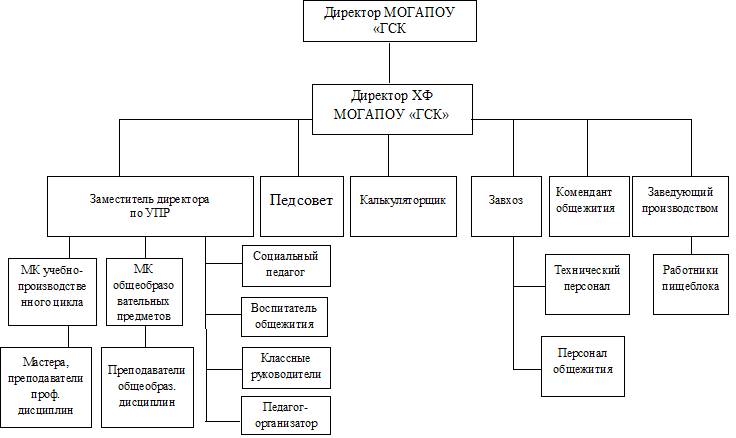 Директор МОГАПОУ
«ГСК
Директор ХФ
МОГАПОУ «ГСК»
Заместитель директора
по УПР
Педсовет
Калькуляторщик
Завхоз
Комендант
общежития
Заведующий
производством
МК учебно-
производстве
нного цикла
МК
общеобразо
вательных
предметов
Социальный
педагог
Технический
персонал
Работники
пищеблока
Воспитатель
общежития
Мастера,
преподаватели
проф.
дисциплин
Преподаватели
общеобраз.
дисциплин
Классные
руководители
Персонал
общежития
Педагог-
организатор